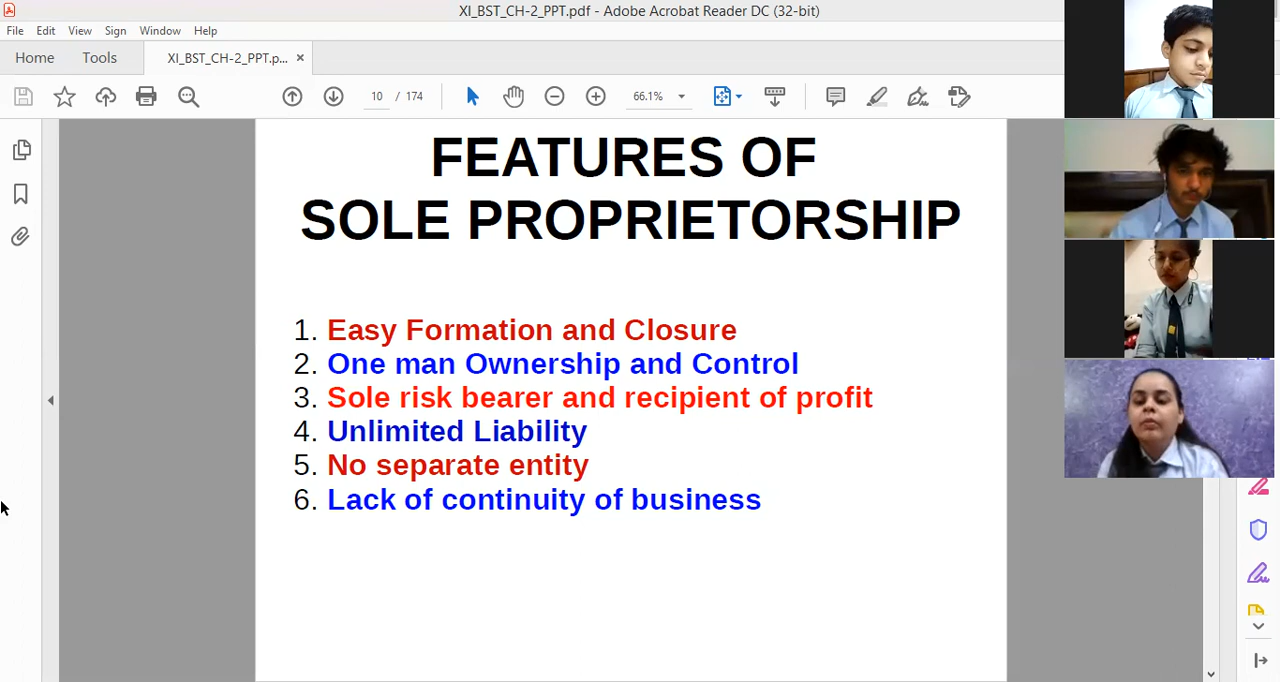 XI_BST_CH-2_PPT.pdf - Adobe Acrobat Reader DC (32-bit)
File Edit View Sign Window Help
Home Tools XI_BST_CH-2_PPT.p... ×
10 / 174 66.1%
FEATURES OF
SOLE PROPRIETORSHIP
1. Easy Formation and Closure
2. One man Ownership and Control
3. Sole risk bearer and recipient of profit
4. Unlimited Liability
5. No separate entity
6. Lack of continuity of business